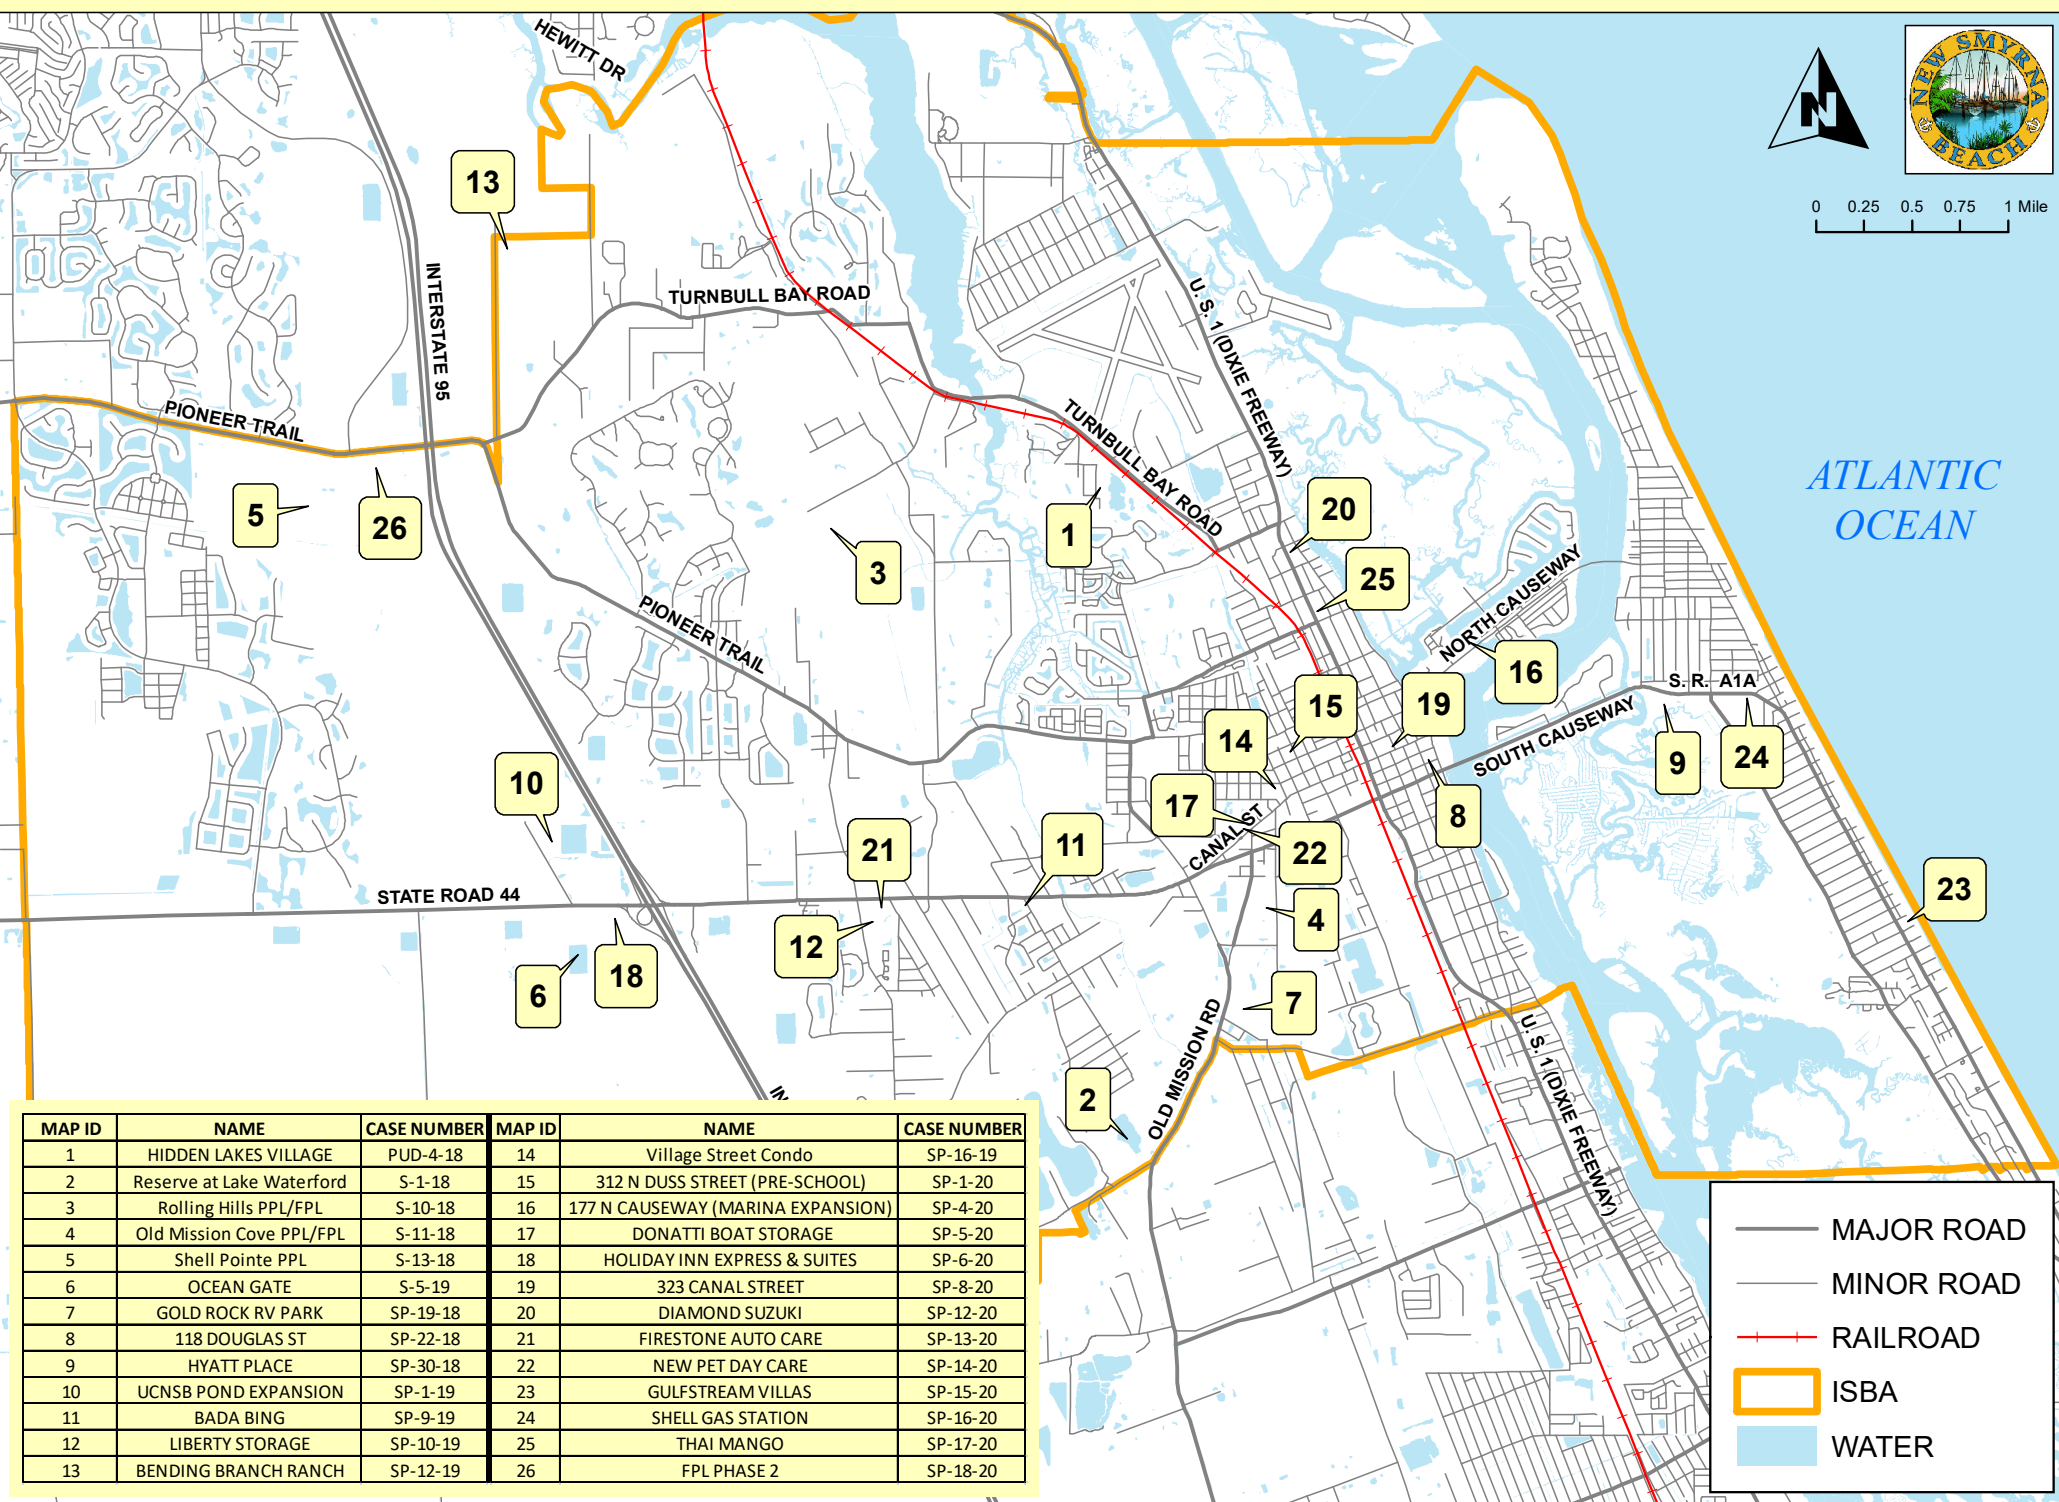 HEWITT DR
NEW SMYRNA BEACH
N
0 0.25 0.5 0.75 1 Mile
13
INTERSTATE 95
TURNBULL BAY ROAD
U. S. 1 (DIXIE FREEWAY)
PIONEER TRAIL
TURNBULL BAY ROAD
ATLANTIC
OCEAN
5
26
1
20
3
25
NORTH CAUSEWAY
PIONEER TRAIL
16
S. R. A1A
15
19
SOUTH CAUSEWAY
14
9
24
10
17
8
CANAL ST
21
11
22
23
STATE ROAD 44
12
4
6
18
7
OLD MISSION RD
U. S. 1 (DIXIE FREEWAY)
2
IN
MAP ID NAME CASE NUMBER MAP ID NAME CASE NUMBER
1 HIDDEN LAKES VILLAGE PUD-4-18 14 Village Street Condo SP-16-19
2 Reserve at Lake Waterford S-1-18 15 312 N DUSS STREET (PRE-SCHOOL) SP-1-20
3 Rolling Hills PPL/FPL S-10-18 16 177 N CAUSEWAY (MARINA EXPANSION) SP-4-20
4 Old Mission Cove PPL/FPL S-11-18 17 DONATTI BOAT STORAGE SP-5-20
5 Shell Pointe PPL S-13-18 18 HOLIDAY INN EXPRESS & SUITES SP-6-20
6 OCEAN GATE S-5-19 19 323 CANAL STREET SP-8-20
7 GOLD ROCK RV PARK SP-19-18 20 DIAMOND SUZUKI SP-12-20
8 118 DOUGLAS ST SP-22-18 21 FIRESTONE AUTO CARE SP-13-20
9 HYATT PLACE SP-30-18 22 NEW PET DAY CARE SP-14-20
10 UCNSB POND EXPANSION SP-1-19 23 GULFSTREAM VILLAS SP-15-20
11 BADA BING SP-9-19 24 SHELL GAS STATION SP-16-20
12 LIBERTY STORAGE SP-10-19 25 THAI MANGO SP-17-20
13 BENDING BRANCH RANCH SP-12-19 26 FPL PHASE 2 SP-18-20
MAJOR ROAD
MINOR ROAD
RAILROAD
ISBA
WATER